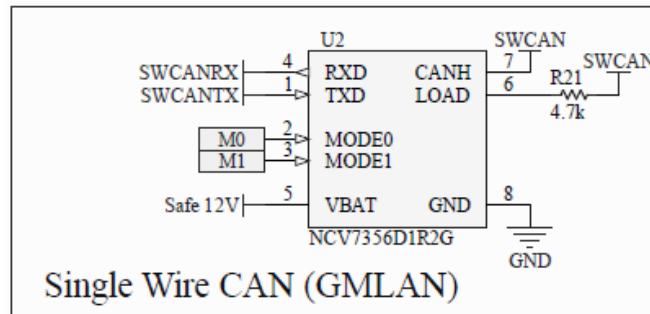 U2
SWCAN
SWCANRX 4 RXD CANH 7
SWCAN
SWCANTX 1 TXD LOAD 6 R21
4.7k
M0 2 MODE0
M1 3 MODE1
Safe 12V 5 VBAT GND 8
NCV7356D1R2G
GND
Single Wire CAN (GMLAN)